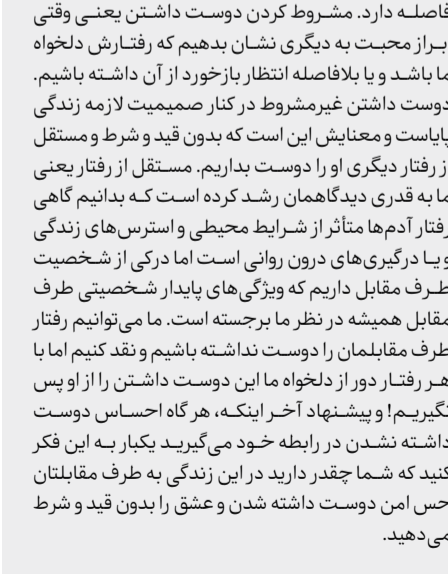 فاصله دارد. مشروط کردن دوست داشتن یعنی وقتی
ابراز محبت به دیگری نشان بدهیم که رفتارش دلخواه
ما باشد و یا بلافاصله انتظار بازخورد از آن داشته باشیم.
دوست داشتن غیرمشروط در کنار صمیمیت لازمه زندگی
پایاست و معنایش این است که بدون قید و شرط و مستقل
از رفتار دیگری او را دوست بداریم. مستقل از رفتار یعنی
ما به قدری دیدگاهمان رشد کرده است که بدانیم گاهی
رفتار آدم‌ها متأثر از شرایط محیطی و استرس‌های زندگی
و یا درگیری‌های درون روانی است اما درکی از شخصیت
طرف مقابل داریم که ویژگی‌های پایدار شخصیتی طرف
مقابل همیشه در نظر ما برجسته است. ما می‌توانیم رفتار
طرف مقابلمان را دوست نداشته باشیم و نقد کنیم اما با
هر رفتار دور از دلخواه ما این دوست داشتن را از او پس
نگیریم! و پیشنهاد آخر اینکه، هر گاه احساس دوست
داشته نشدن در رابطه خود می‌گیرید یکبار به این فکر
کنید که شما چقدر دارید در این زندگی به طرف مقابلتان
حس امن دوست داشته شدن و عشق را بدون قید و شرط
می‌دهید.